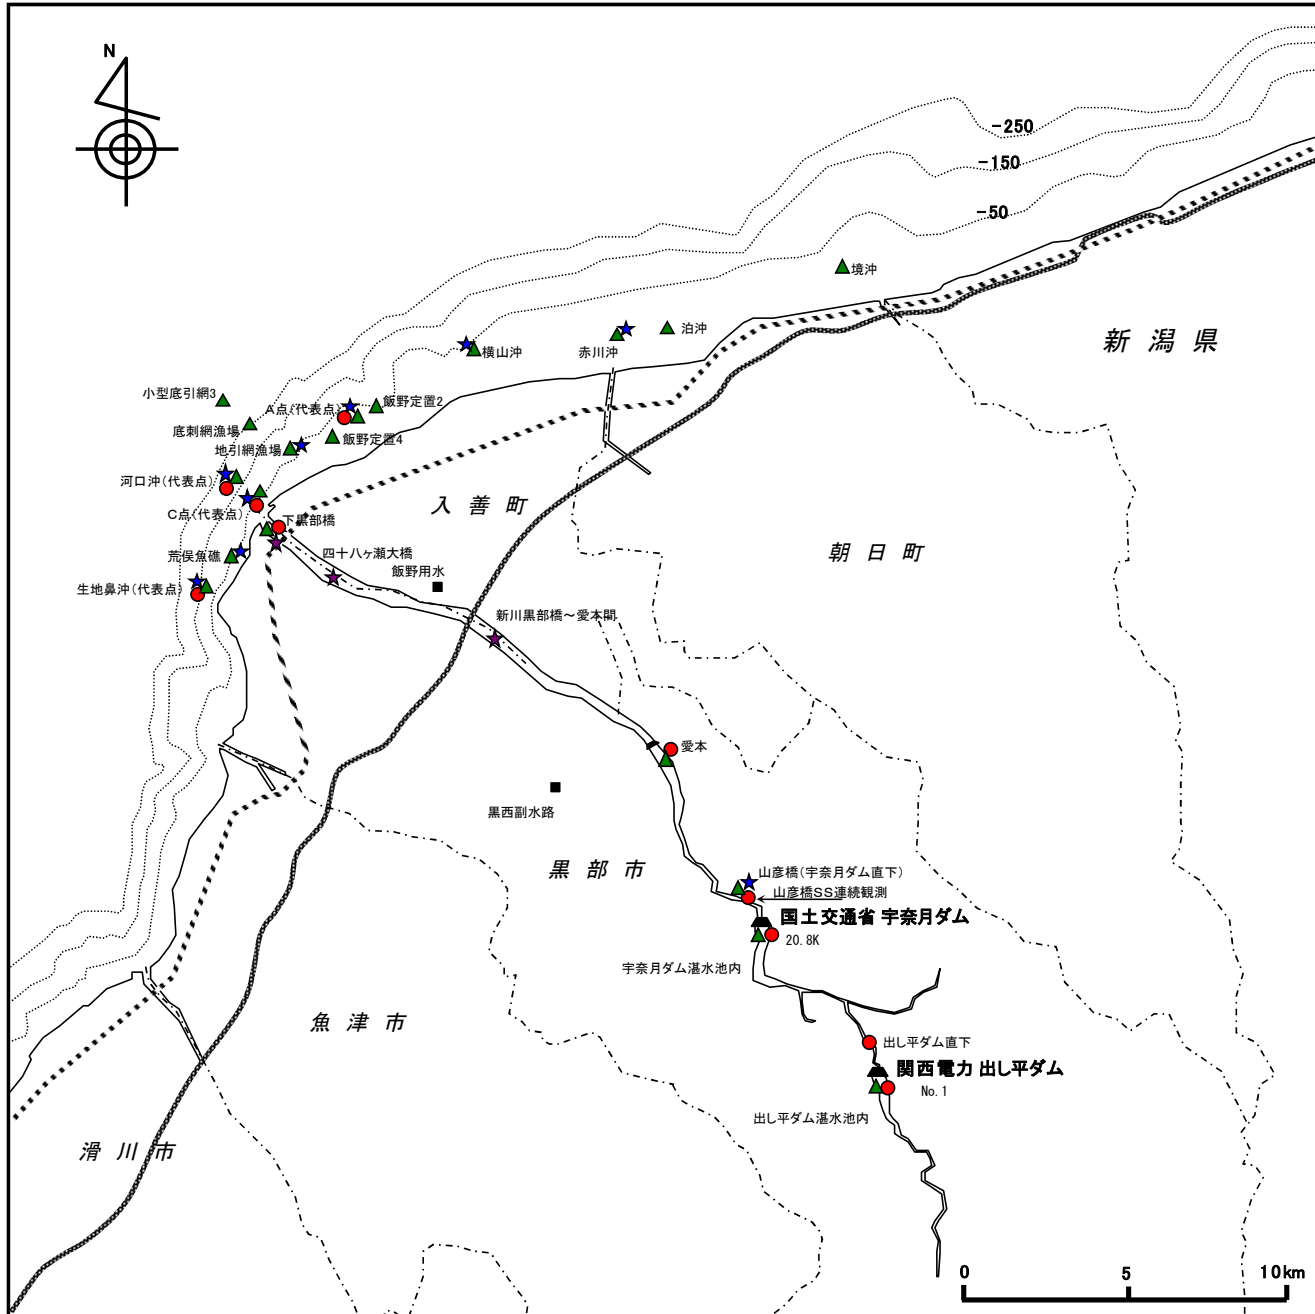 N
-250
-150
-50
境沖
新潟県
泊沖
赤川沖
横山沖
小型底引網3
A点(代表点)
飯野定置2
底刺網漁場
飯野定置4
地引網漁場
河口沖(代表点)
入善町
C点(代表点)
下黒部橋
朝日町
荒俣魚礁
四十八ヶ瀬大橋
飯野用水
生地鼻沖(代表点)
新川黒部橋～愛本間
愛本
黒西副水路
黒部市
山彦橋(宇奈月ダム直下)
山彦橋SS連続観測
国土交通省 宇奈月ダム
20.8K
宇奈月ダム湛水池内
魚津市
出し平ダム直下
関西電力 出し平ダム
No.1
出し平ダム湛水池内
滑川市
0 5 10km